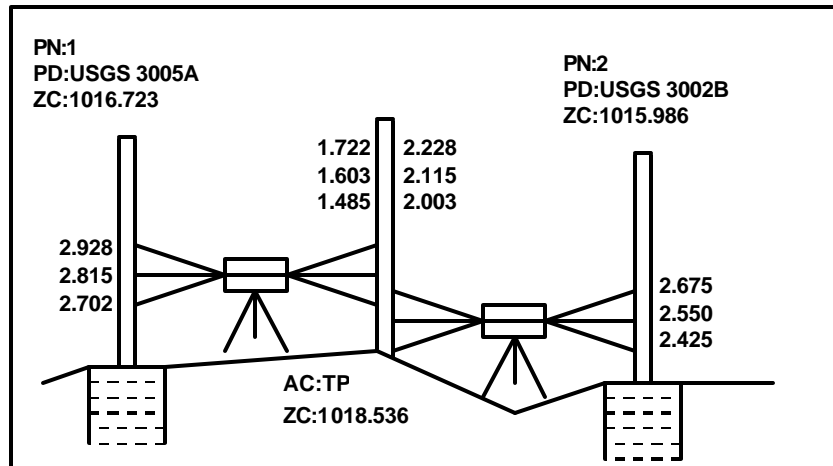 PN:1
PD:USGS 3005A
ZC:1016.723
PN:2
PD:USGS 3002B
ZC:1015.986
1.722 2.228
1.603 2.115
1.485 2.003
2.928
2.815
2.702
2.675
2.550
2.425
AC:TP
ZC:1018.536